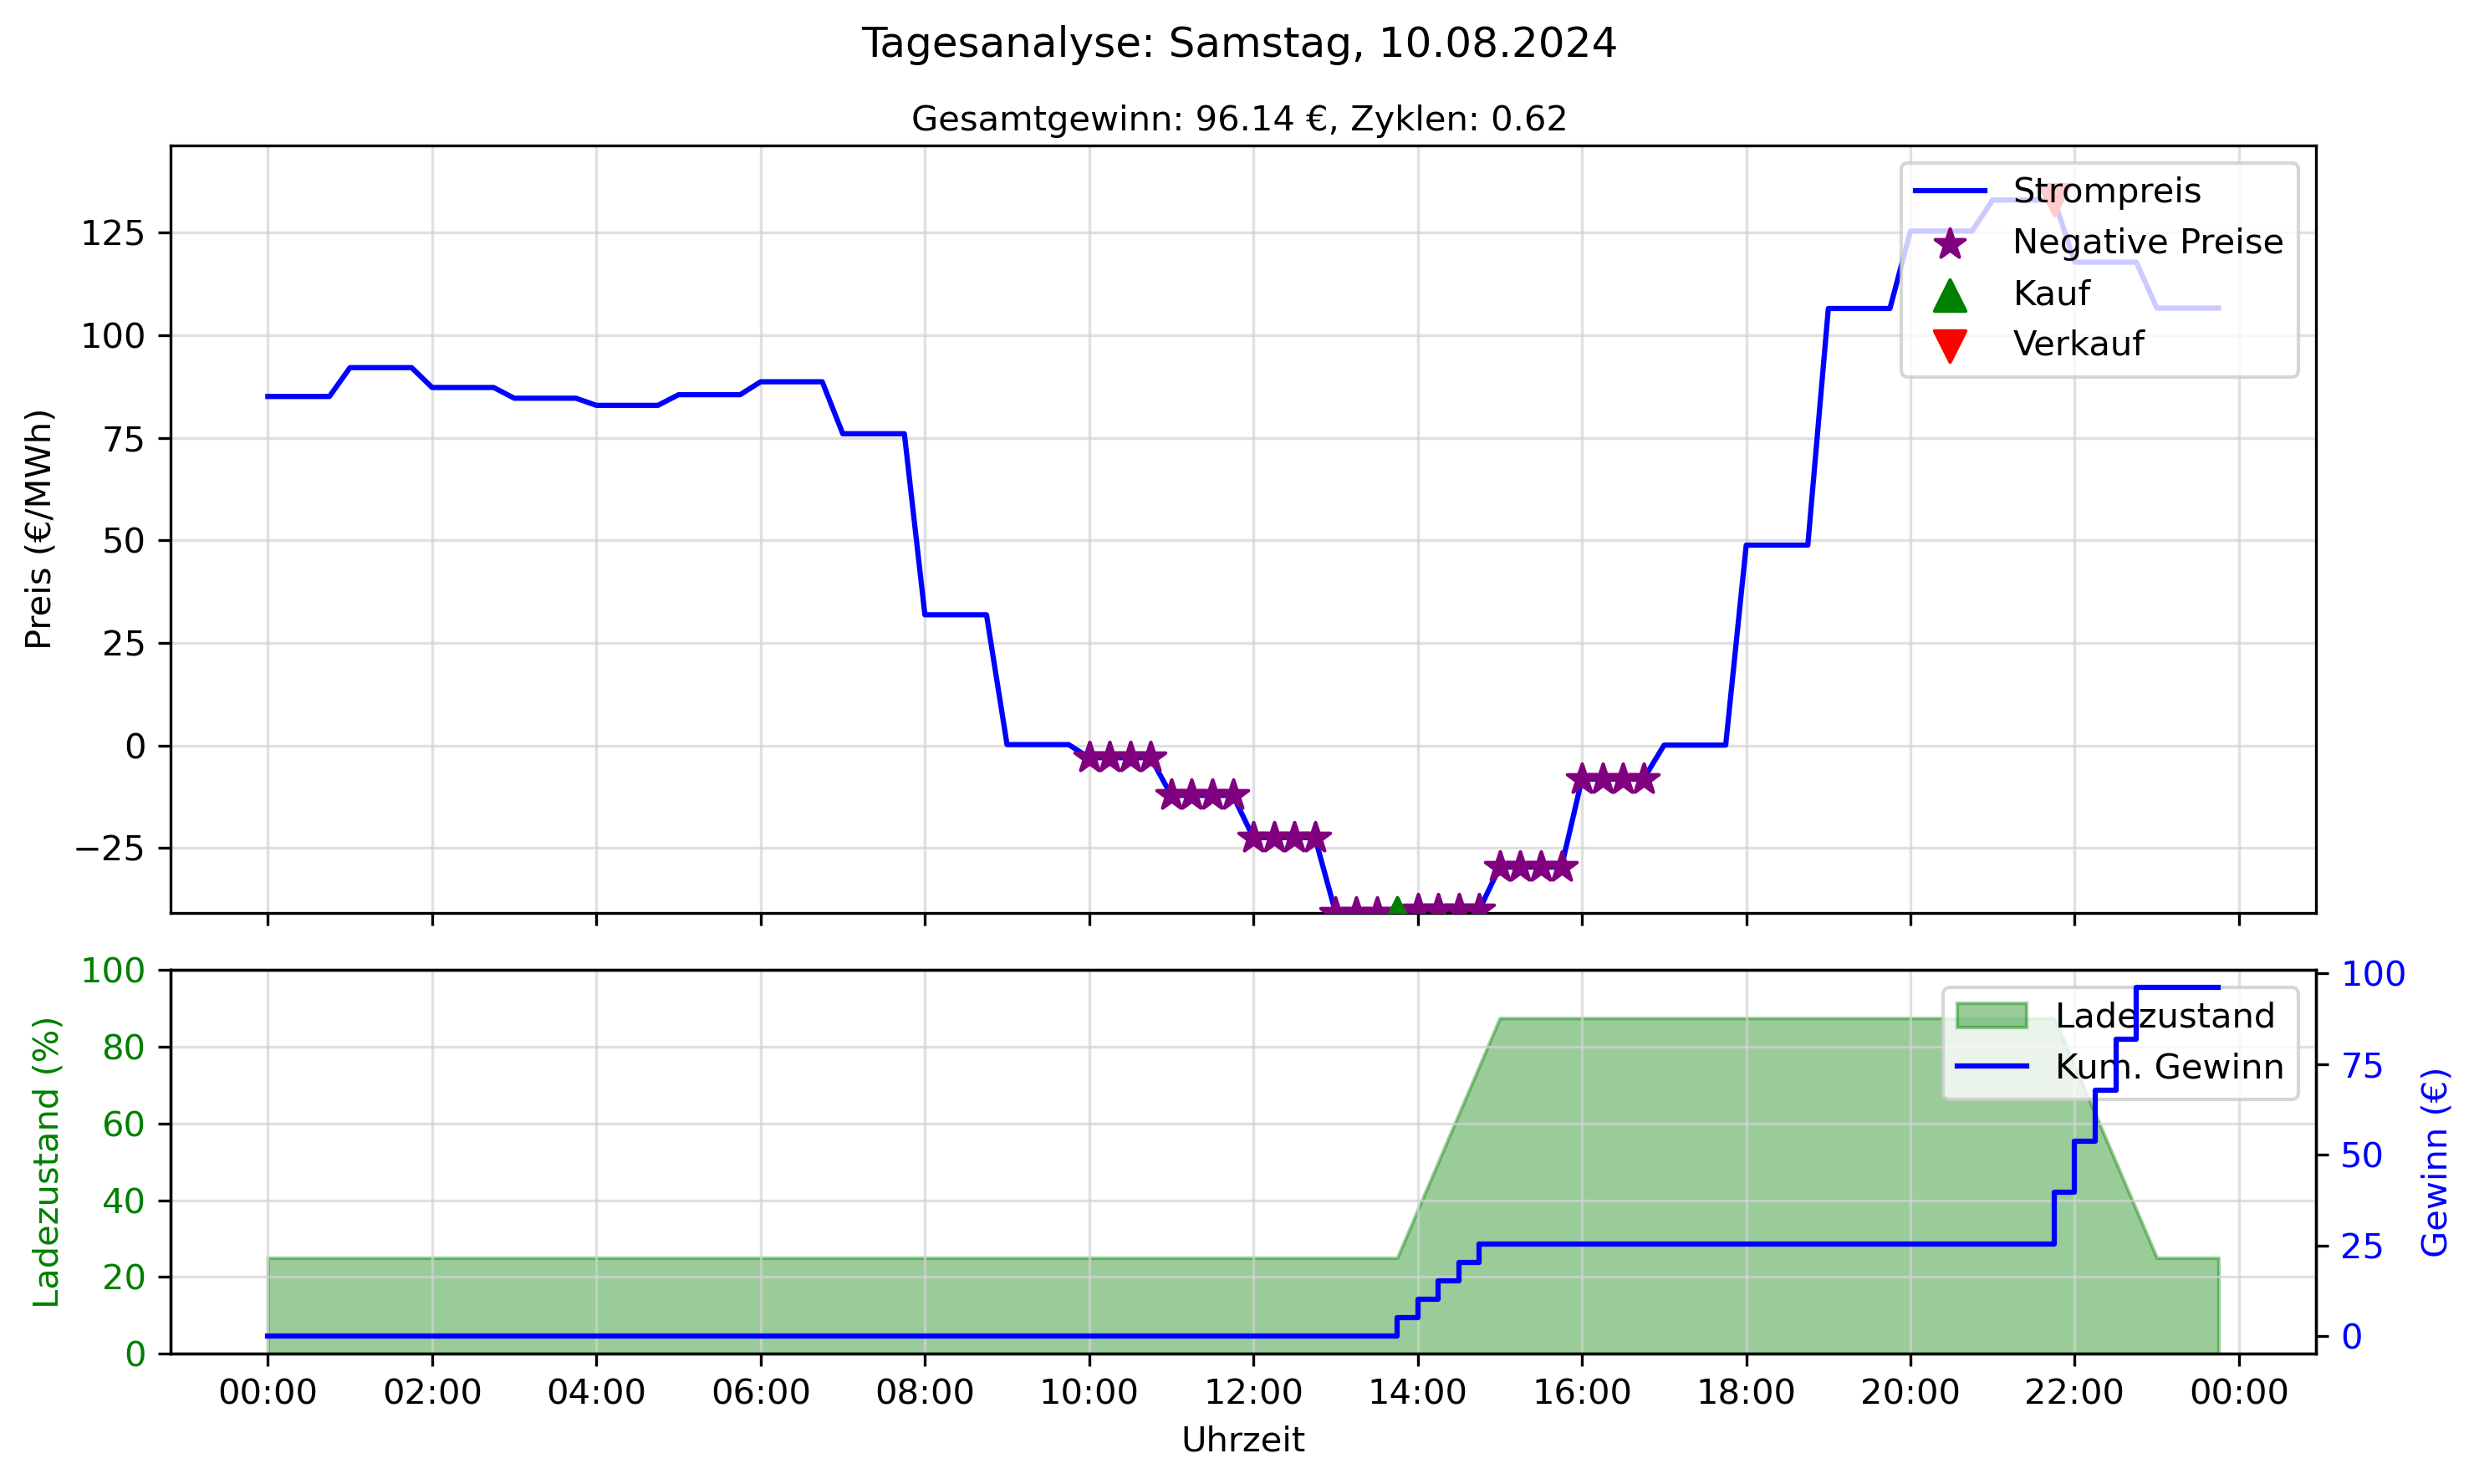 Tagesanalyse: Samstag, 10.08.2024
Gesamtgewinn: 96.14 €, Zyklen: 0.62
Preis (€/MWh)
125
100
75
50
25
0
−25
Strompreis
Negative Preise
Kauf
Verkauf
Ladezustand (%)
100
80
60
40
20
0
Ladezustand
Kum. Gewinn
100
75
50
25
0
Gewinn (€)
00:00 02:00 04:00 06:00 08:00 10:00 12:00 14:00 16:00 18:00 20:00 22:00 00:00
Uhrzeit